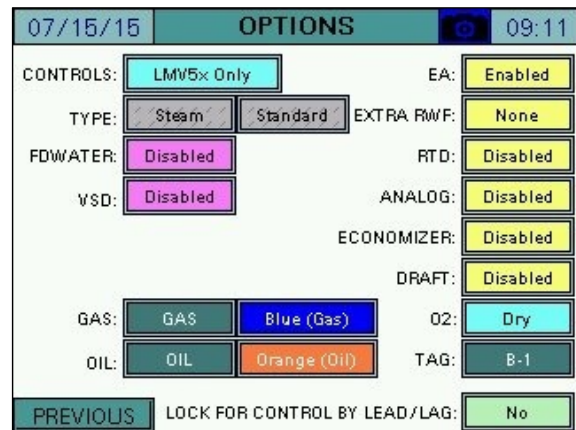 07/15/15 OPTIONS 09:11
CONTROLS: LMV5x Only EA: Enabled
TYPE: Steam Standard EXTRA RWF: None
FDWATER: Disabled RTD: Disabled
VSD: Disabled ANALOG: Disabled
ECONOMIZER: Disabled
DRAFT: Disabled
GAS: GAS Blue (Gas) O2: Dry
OIL: OIL Orange (Oil) TAG: B-1
PREVIOUS LOCK FOR CONTROL BY LEAD/LAG: No